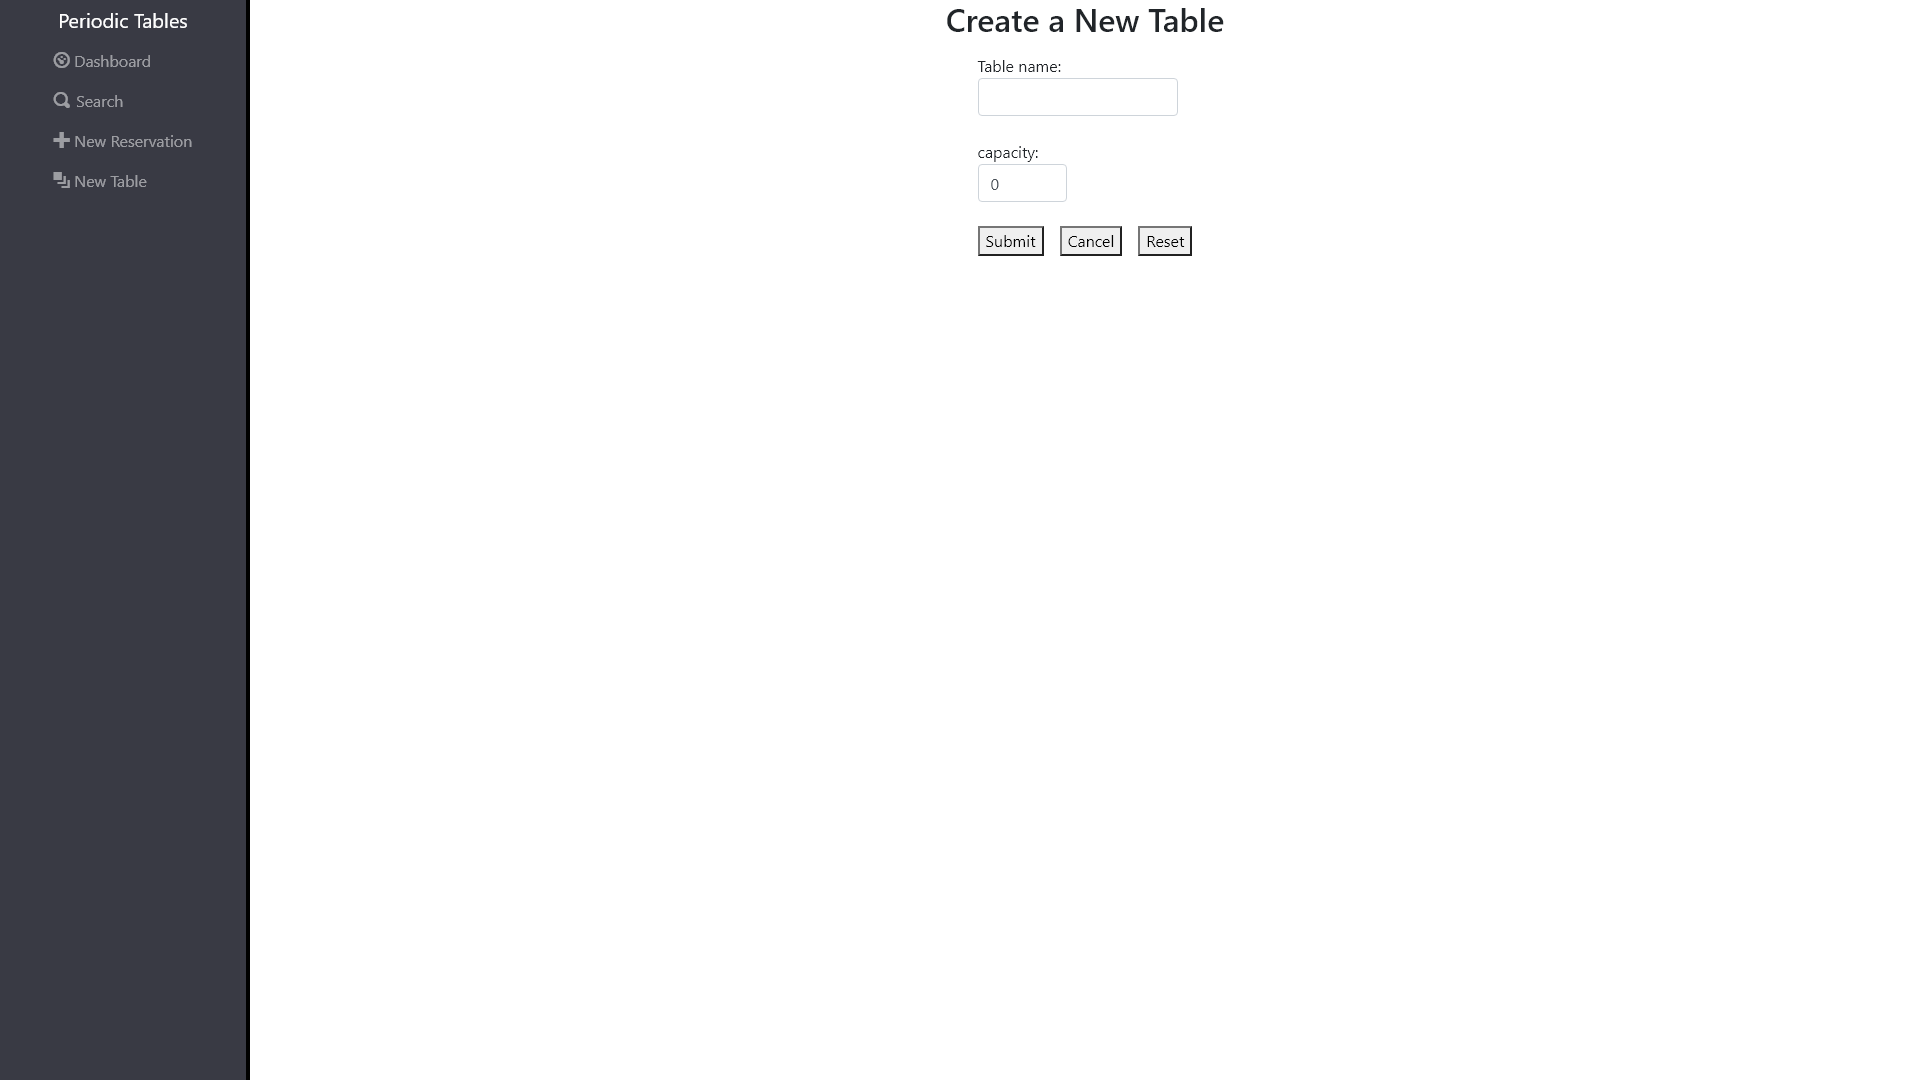 Periodic Tables
Dashboard
Search
New Reservation
New Table
Create a New Table
Table name:
capacity:
0
Submit Cancel Reset